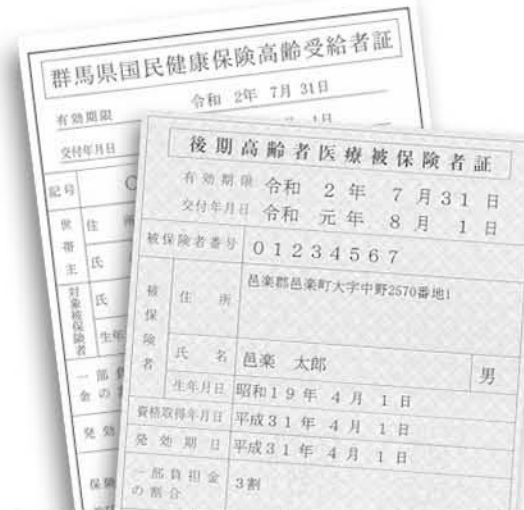 群馬県国民健康保険高齢受給者証
有効期限 令和 2年 7月 31日
交付年月日 1日
記号
世帯主 住
氏
対象被保険者 氏
生年
一部負
金の
発効
保険
後期高齢者医療被保険者証
有効期限 令和 2年 7月31日
交付年月日 令和 元年 8月 1日
被保険者番号 01234567
被保険者 住所 邑楽郡邑楽町大字中野2570番地1
氏名 邑楽 太郎 男
生年月日 昭和19年 4月 1日
資格取得年月日 平成31年 4月 1日
発効期日 平成31年 4月 1日
一部負担金の割合 3割